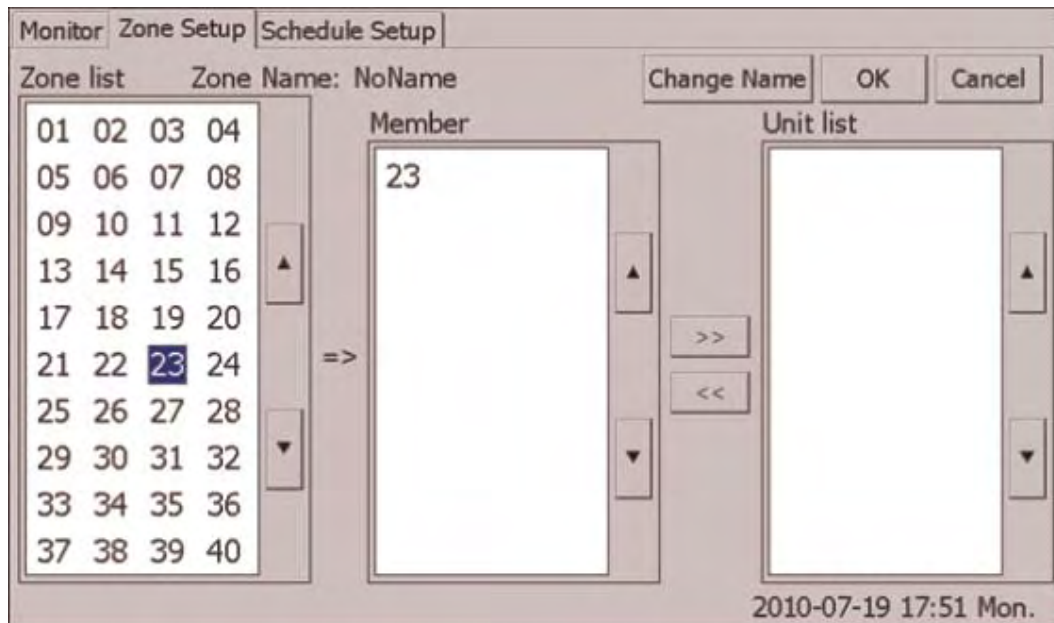 Monitor Zone Setup Schedule Setup
Zone list Zone Name: NoName Change Name OK Cancel
Member Unit list
01 02 03 04
05 06 07 08
09 10 11 12
13 14 15 16
17 18 19 20
21 22 23 24
25 26 27 28
29 30 31 32
33 34 35 36
37 38 39 40
=>
23
>>
<<
2010-07-19 17:51 Mon.